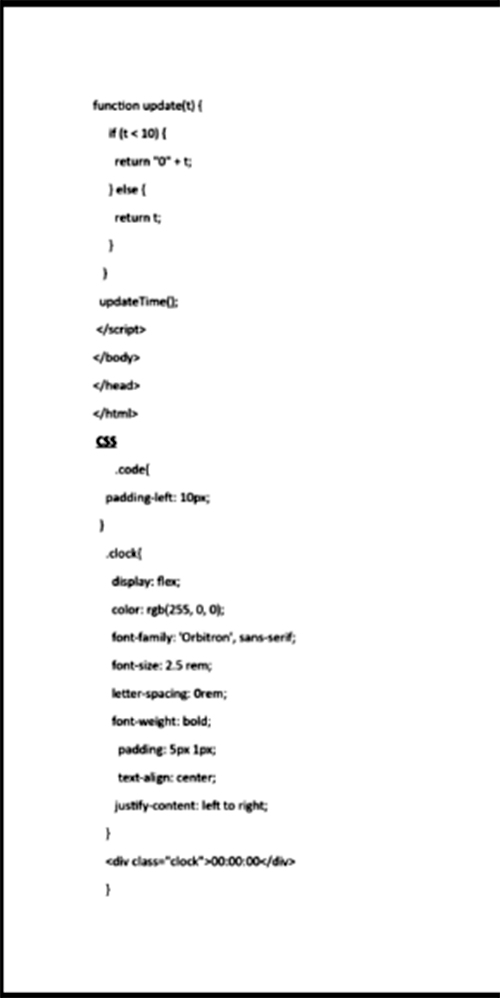 function update(t) {
if (t < 10) {
return "0" + t;
} else {
return t;
}
}
updateTime();
</script>
</body>
</head>
</html>
CSS
.code{
padding-left: 10px;
}
.clock{
display: flex;
color: rgb(255, 0, 0);
font-family: 'Orbitron', sans-serif;
font-size: 2.5 rem;
letter-spacing: 0rem;
font-weight: bold;
padding: 5px 1px;
text-align: center;
justify-content: left to right;
}
<div class="clock">00:00:00</div>
}